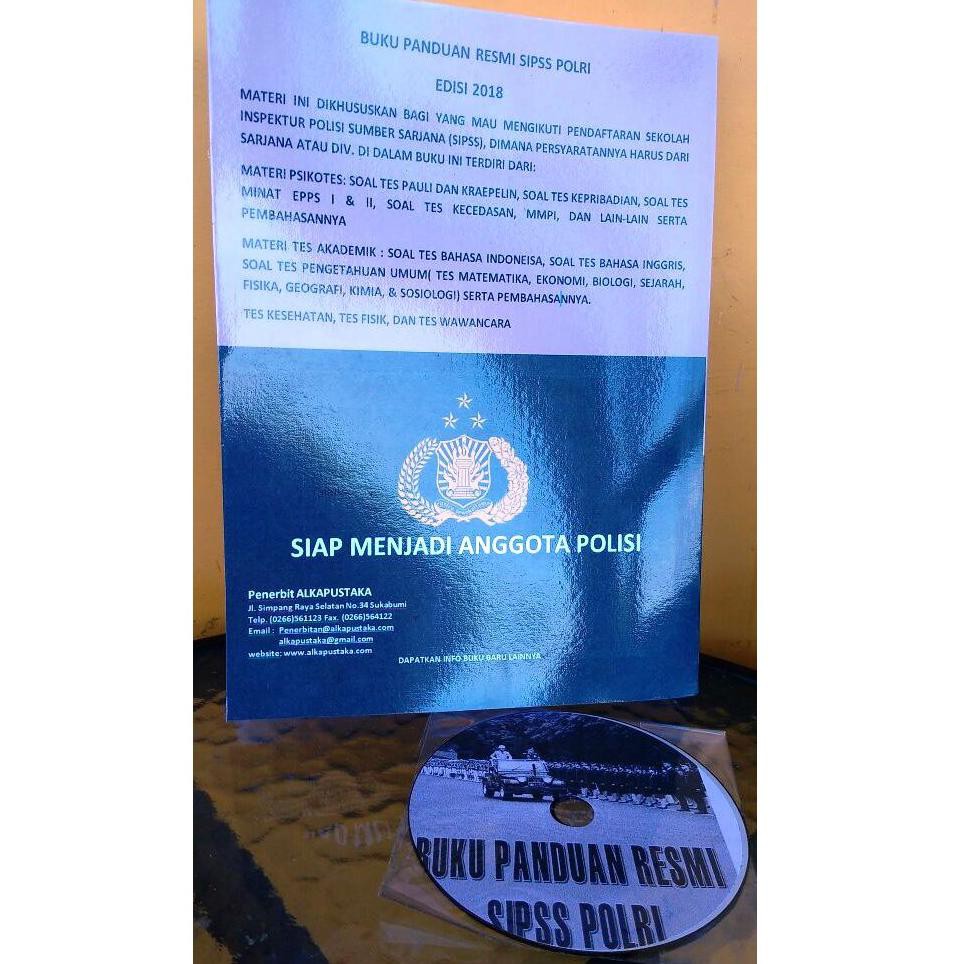 BUKU PANDUAN RESMI SIPSS POLRI
EDISI 2018
MATERI INI DIKHUSUSKAN BAGI YANG MAU MENGIKUTI PENDAFTARAN SEKOLAH
INSPEKTUR POLISI SUMBER SARJANA (SIPSS), DIMANA PERSYARATANNYA HARUS DARI
SARJANA ATAU DIV. DI DALAM BUKU INI TERDIRI DARI:
MATERI PSIKOTES: SOAL TES PAULI DAN KRAEPELIN, SOAL TES KEPRIBADIAN, SOAL TES
MINAT EPPS I & II, SOAL TES KECEDASAN, MMPI, DAN LAIN-LAIN SERTA
PEMBAHASANNYA
MATERI TES AKADEMIK : SOAL TES BAHASA INDONEISA, SOAL TES BAHASA INGGRIS,
SOAL TES PENGETAHUAN UMUM( TES MATEMATIKA, EKONOMI, BIOLOGI, SEJARAH,
FISIKA, GEOGRAFI, KIMIA, & SOSIOLOGI) SERTA PEMBAHASANNYA.
TES KESEHATAN, TES FISIK, DAN TES WAWANCARA
SIAP MENJADI ANGGOTA POLISI
Penerbit ALKAPUSTAKA
Jl. Simpang Raya Selatan No.34 Sukabumi
Telp. (0266)561123 Fax. (0266)564122
Email : Penerbitan@alkapustaka.com
alkapustaka@gmail.com
website: www.alkapustaka.com
DAPATKAN INFO BUKU BARU LAINNYA
BUKU PANDUAN RESMI
SIPSS POLRI